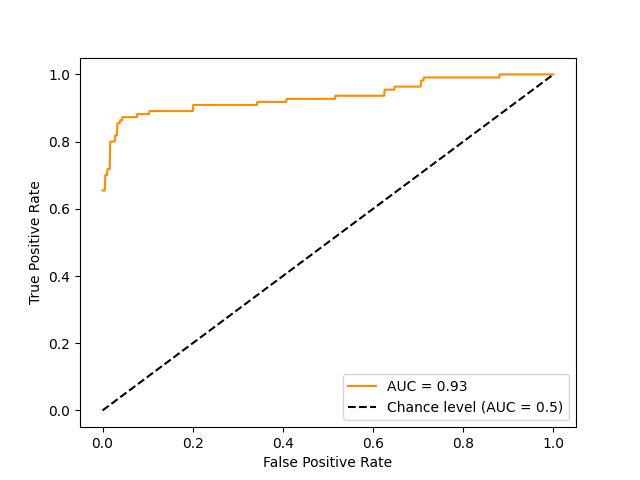 1.0
0.8
0.6
0.4
0.2
0.0
True Positive Rate
AUC = 0.93
Chance level (AUC = 0.5)
0.0 0.2 0.4 0.6 0.8 1.0
False Positive Rate